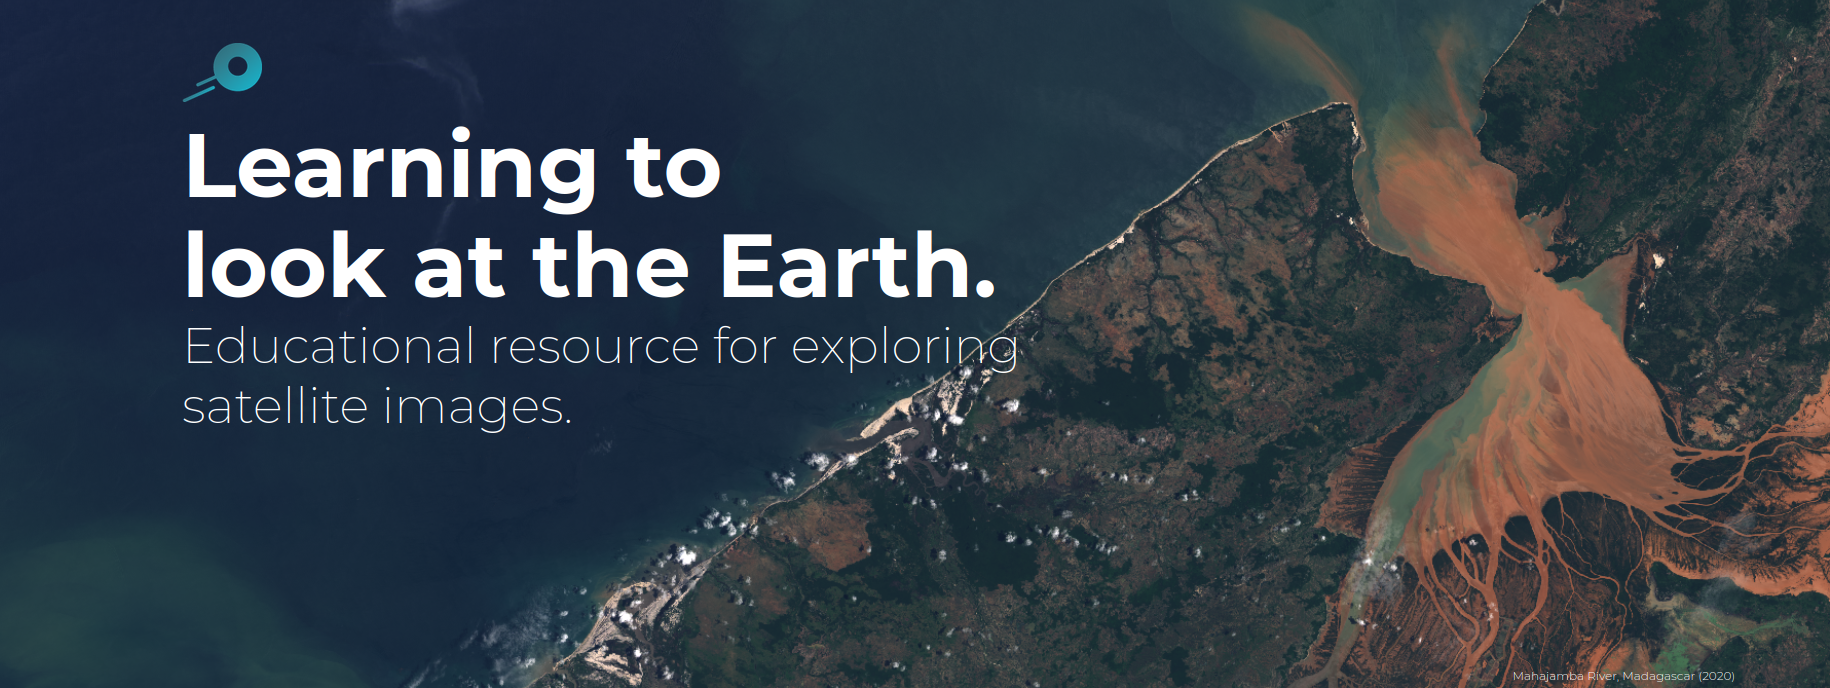 Learning to
look at the Earth.
Educational resource for exploring
satellite images.
Mahajamba River, Madagascar (2020)